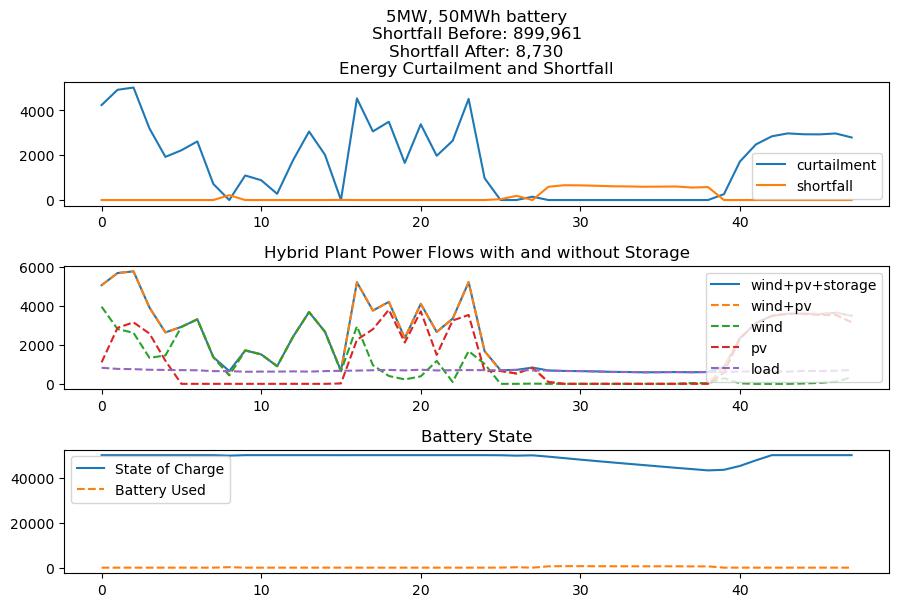 5MW, 50MWh battery
Shortfall Before: 899,961
Shortfall After: 8,730
Energy Curtailment and Shortfall
4000
2000
0
curtailment
shortfall
0 10 20 30 40
Hybrid Plant Power Flows with and without Storage
6000
4000
2000
0
wind+pv+storage
wind+pv
wind
pv
load
0 10 20 30 40
Battery State
40000
20000
0
State of Charge
Battery Used
0 10 20 30 40